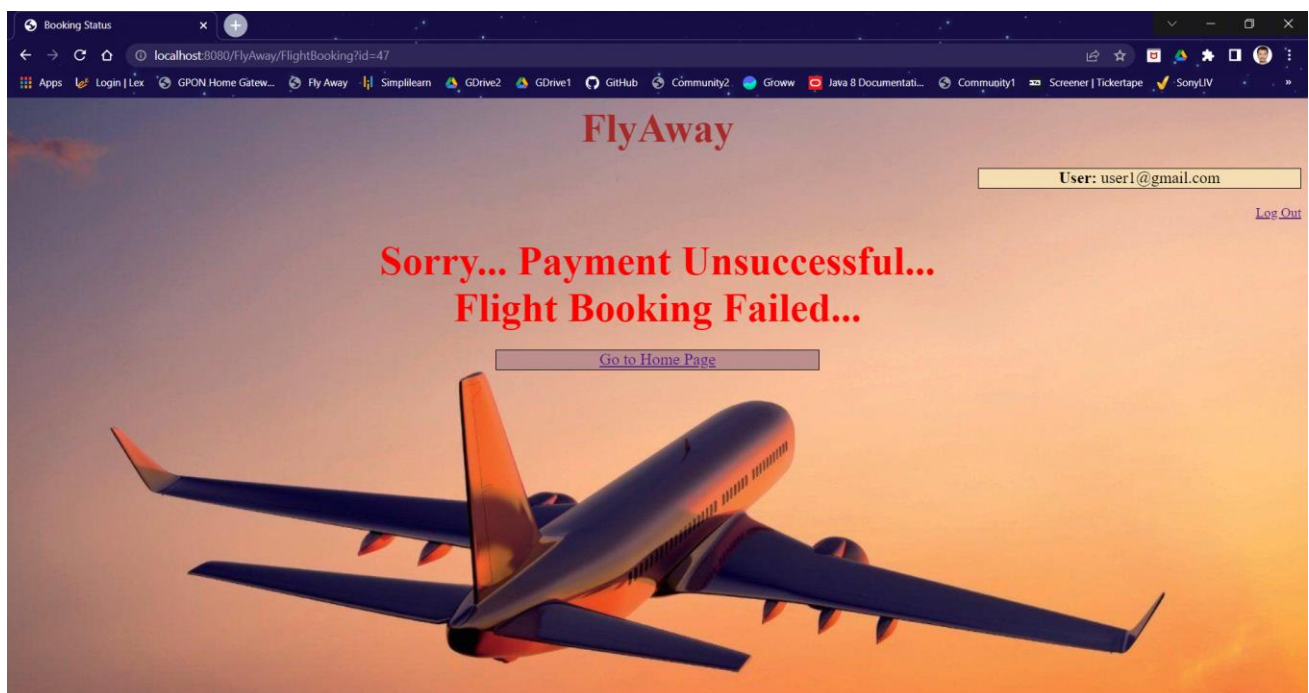 Booking Status
localhost:8080/FlyAway/FlightBooking?id=47
Apps Login | Lex GPON Home Gatew... Fly Away Simplilearn GDrive2 GDrive1 GitHub Community2 Groww Java 8 Documentati... Community1 Screener | Tickertape SonyLIV »
FlyAway
User: user1@gmail.com
Log Out
Sorry... Payment Unsuccessful...
Flight Booking Failed...
Go to Home Page